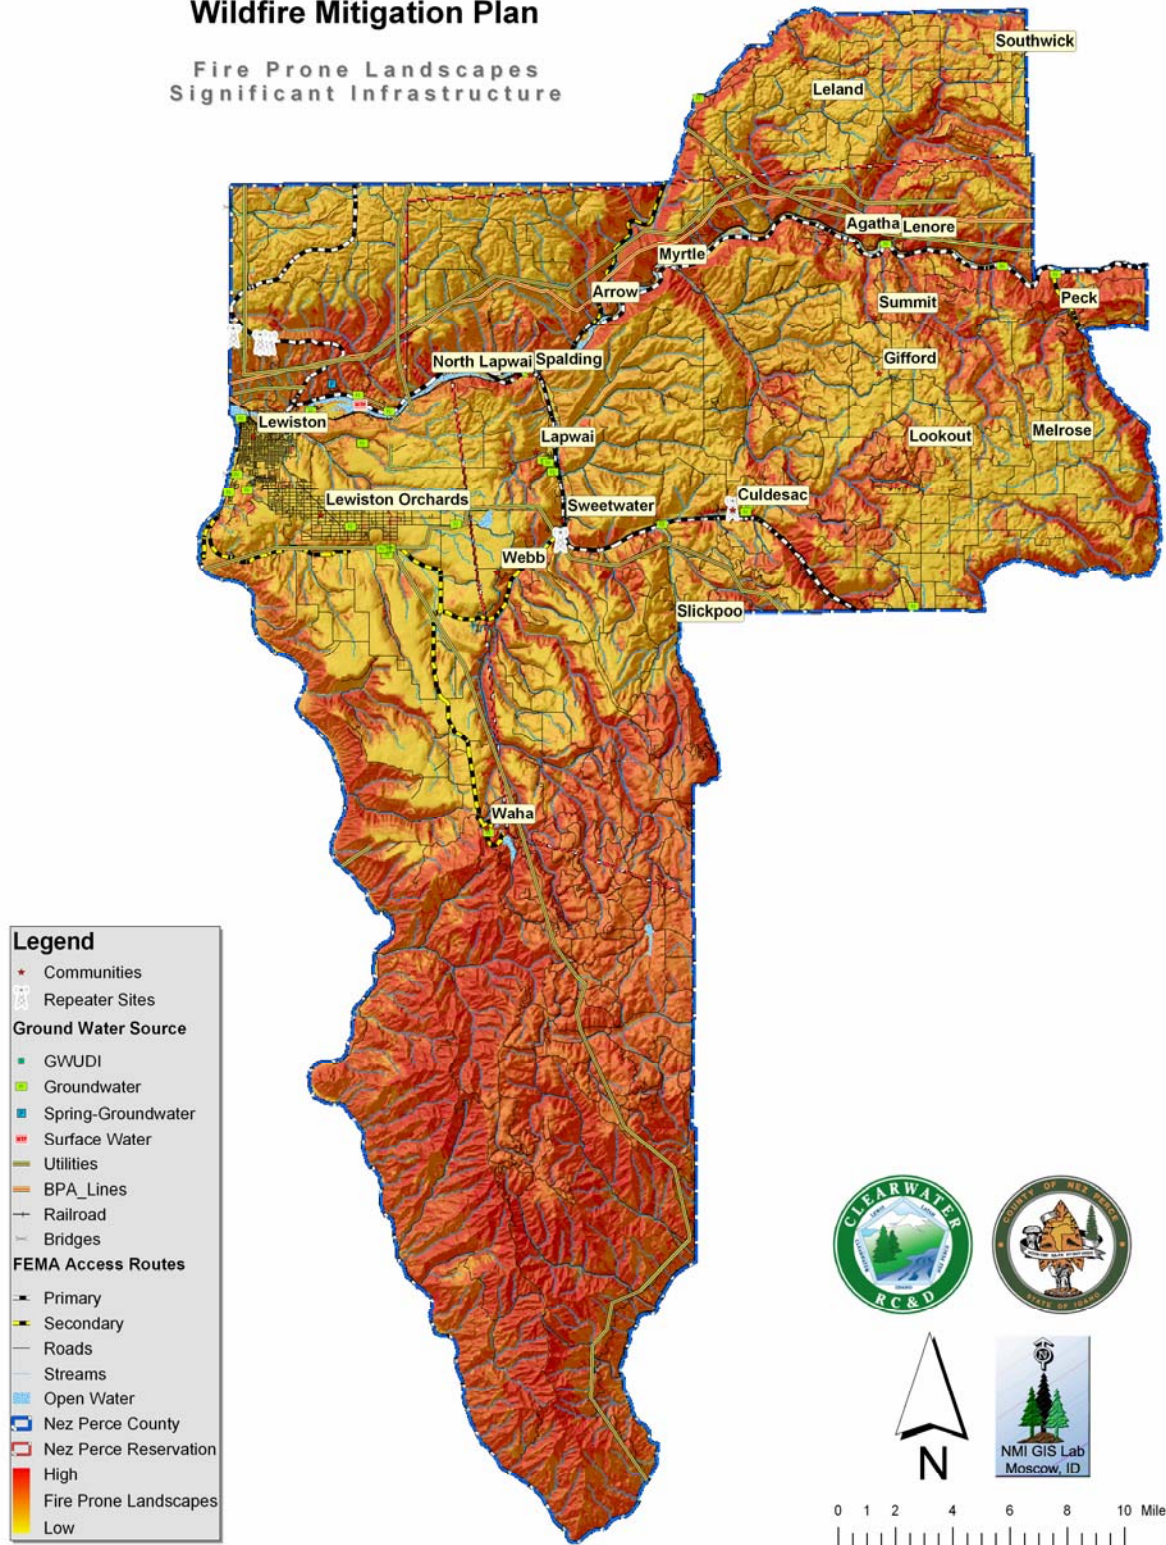 Wildfire Mitigation Plan
Fire Prone Landscapes
Significant Infrastructure
Southwick
Leland
Agatha
Lenore
Myrtle
Arrow
Summit
Peck
North Lapwai
Spalding
Gifford
Lewiston
Lapwai
Lookout
Melrose
Lewiston Orchards
Sweetwater
Culdesac
Webb
Slickpoo
Waha
Legend
Communities
Repeater Sites
Ground Water Source
GWUDI
Groundwater
Spring-Groundwater
Surface Water
Utilities
BPA_Lines
Railroad
Bridges
FEMA Access Routes
Primary
Secondary
Roads
Streams
Open Water
Nez Perce County
Nez Perce Reservation
High
Fire Prone Landscapes
Low
CLEARWATER
RC&D
COUNTY OF NEZ PERCE
STATE OF IDAHO
N
NMI GIS Lab
Moscow, ID
0 1 2 4 6 8 10 Mile